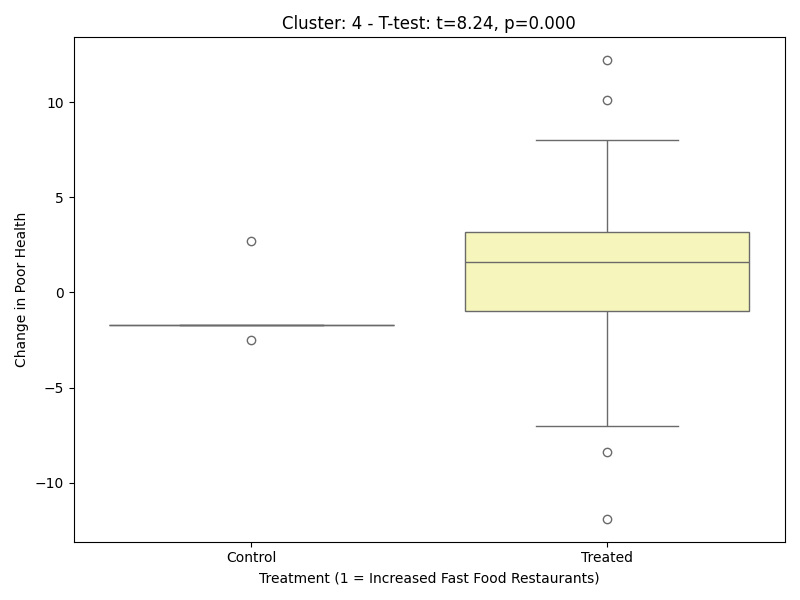 Cluster: 4 - T-test: t=8.24, p=0.000
Change in Poor Health
10
5
0
−5
−10
Control
Treated
Treatment (1 = Increased Fast Food Restaurants)